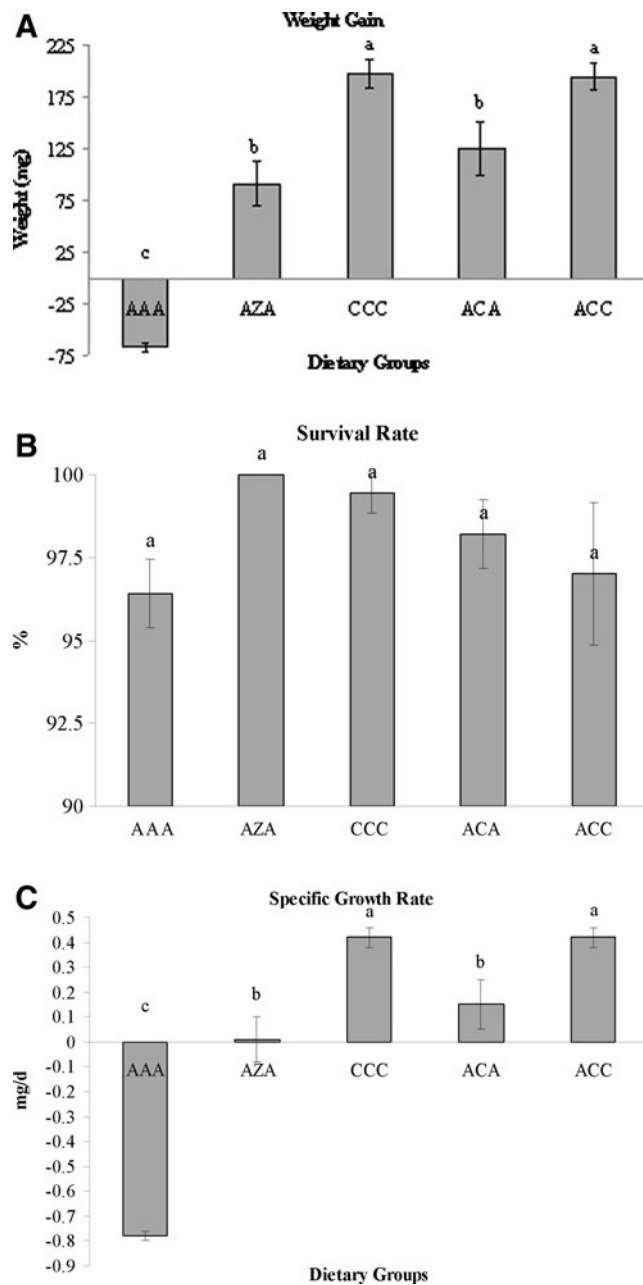 A
Weight Gain
225
a
a
175
b
125
b
75
Weight (mg)
25
c
-25
AAA
AZA
CCC
ACA
ACC
-75
Dietary Groups
B
Survival Rate
100
a
a
a
a
a
97.5
%
95
92.5
90
AAA
AZA
CCC
ACA
ACC
C
Specific Growth Rate
0.5
a
a
0.4
0.3
b
b
0.2
c
0.1
0
-0.1
AAA
AZA
CCC
ACA
ACC
mg/d
-0.2
-0.3
-0.4
-0.5
-0.6
-0.7
-0.8
-0.9
Dietary Groups